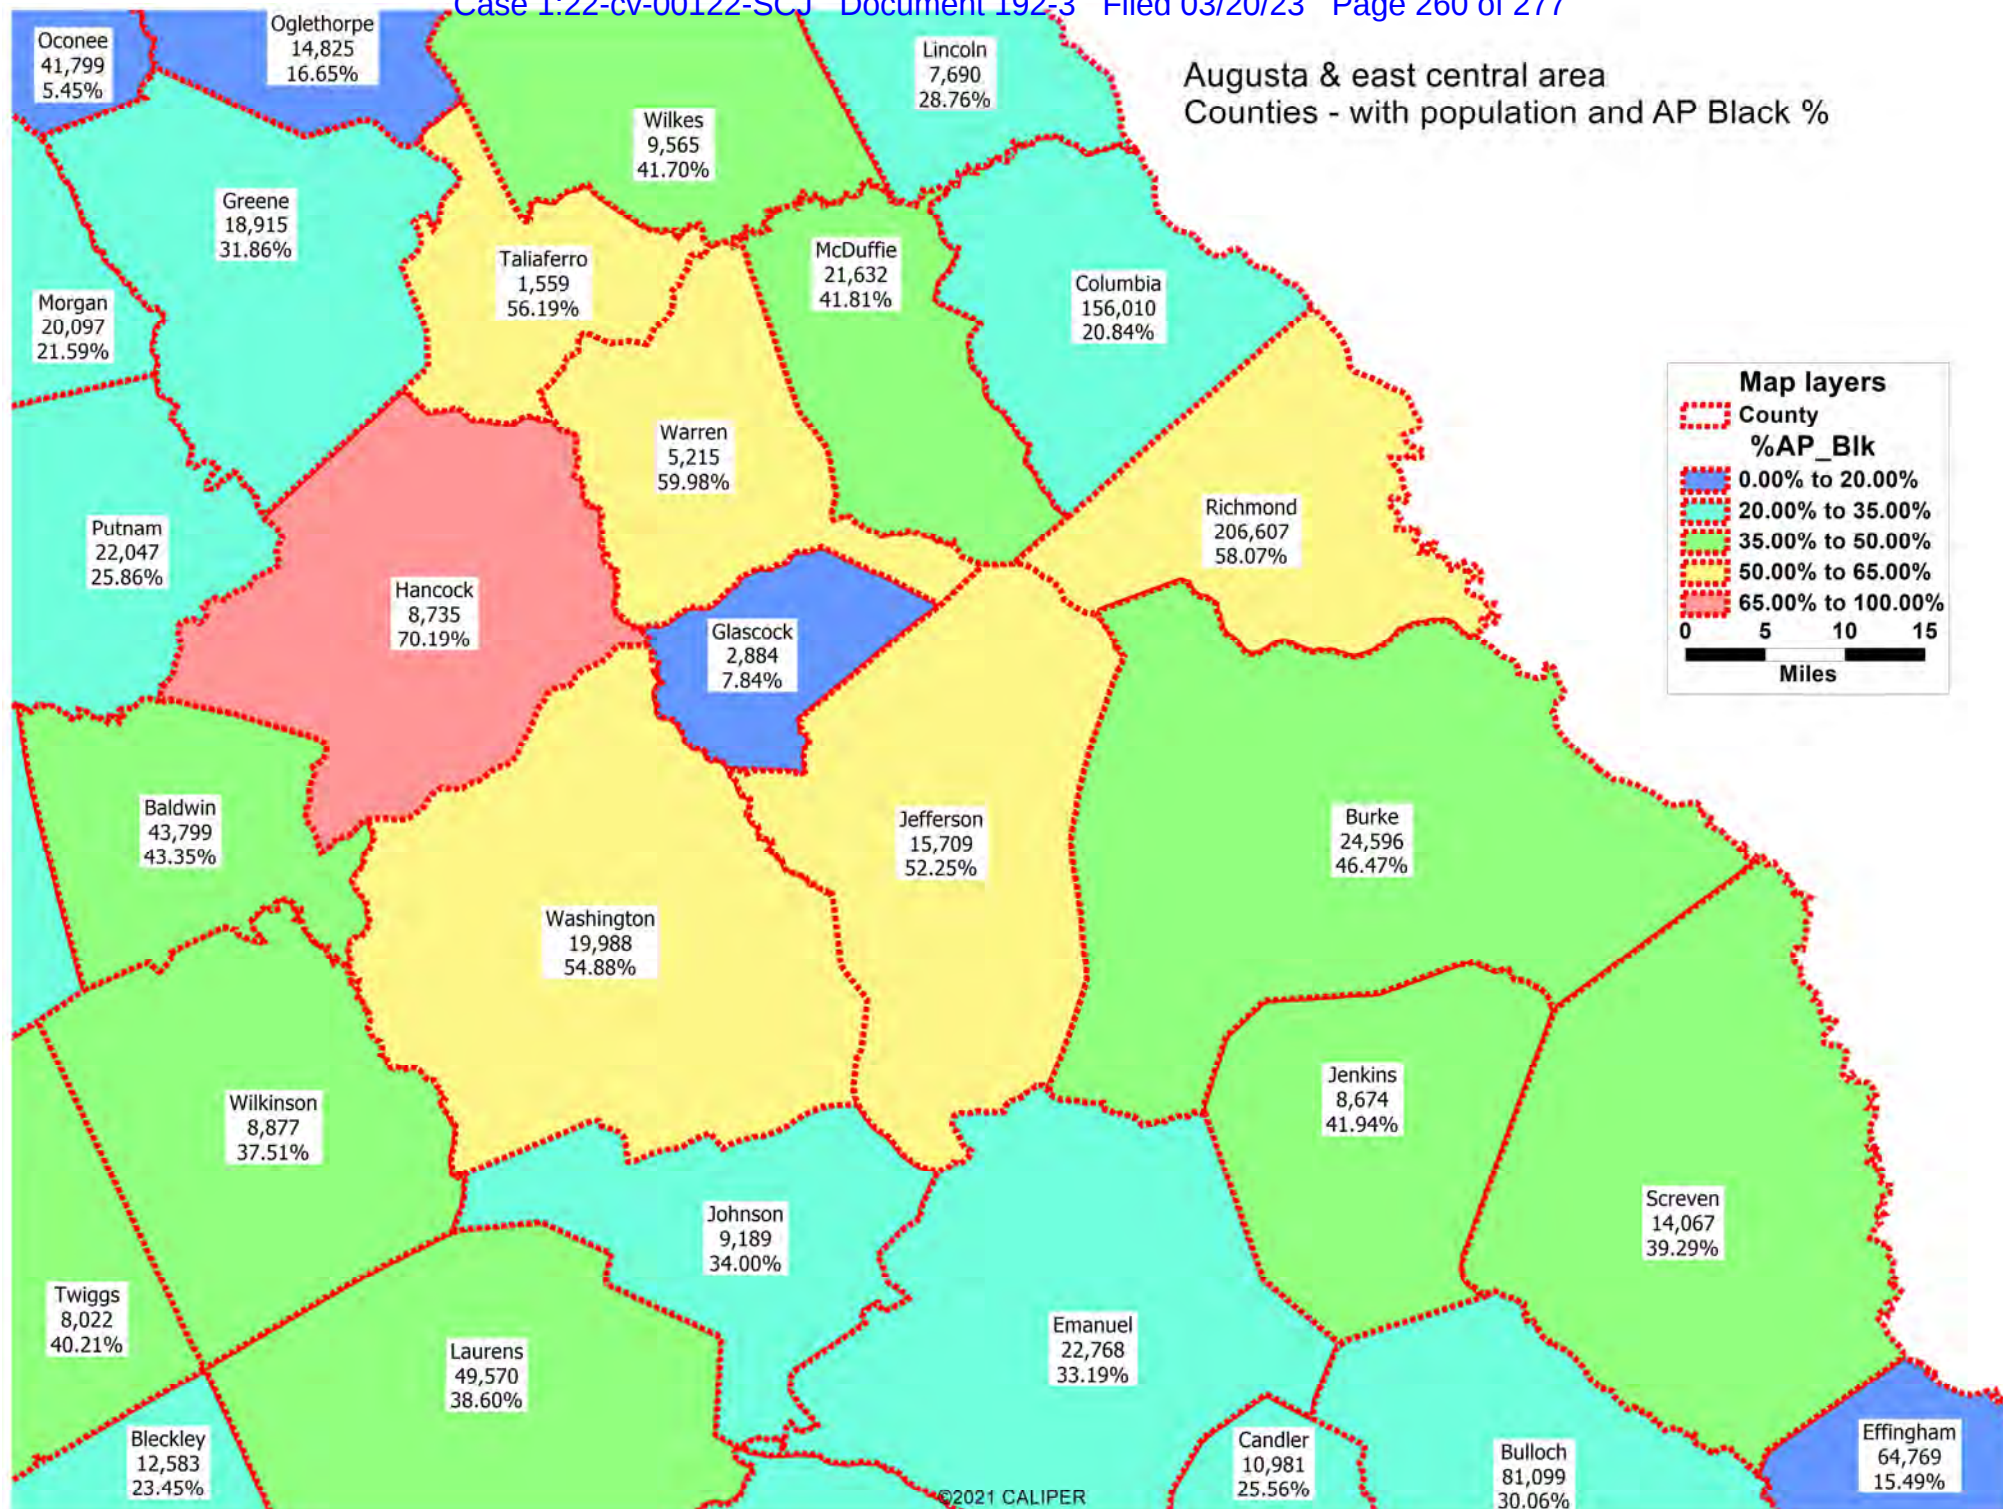 Case 1:22-cv-00122-SCJ Document 192-3 Filed 03/20/23 Page 260 of 277
Augusta & east central area
Counties - with population and AP Black %
Oconee
41,799
5.45%
Oglethorpe
14,825
16.65%
Wilkes
9,565
41.70%
Lincoln
7,690
28.76%
Greene
18,915
31.86%
Taliaferro
1,559
56.19%
McDuffie
21,632
41.81%
Columbia
156,010
20.84%
Morgan
20,097
21.59%
Warren
5,215
59.98%
Richmond
206,607
58.07%
Map layers
County
%AP_Blk
0.00% to 20.00%
20.00% to 35.00%
35.00% to 50.00%
50.00% to 65.00%
65.00% to 100.00%
0 5 10 15
Miles
Putnam
22,047
25.86%
Hancock
8,735
70.19%
Glascock
2,884
7.84%
Baldwin
43,799
43.35%
Jefferson
15,709
52.25%
Burke
24,596
46.47%
Washington
19,988
54.88%
Wilkinson
8,877
37.51%
Jenkins
8,674
41.94%
Johnson
9,189
34.00%
Screven
14,067
39.29%
Twiggs
8,022
40.21%
Laurens
49,570
38.60%
Emanuel
22,768
33.19%
Bleckley
12,583
23.45%
Candler
10,981
25.56%
Bulloch
81,099
30.06%
Effingham
64,769
15.49%
©2021 CALIPER